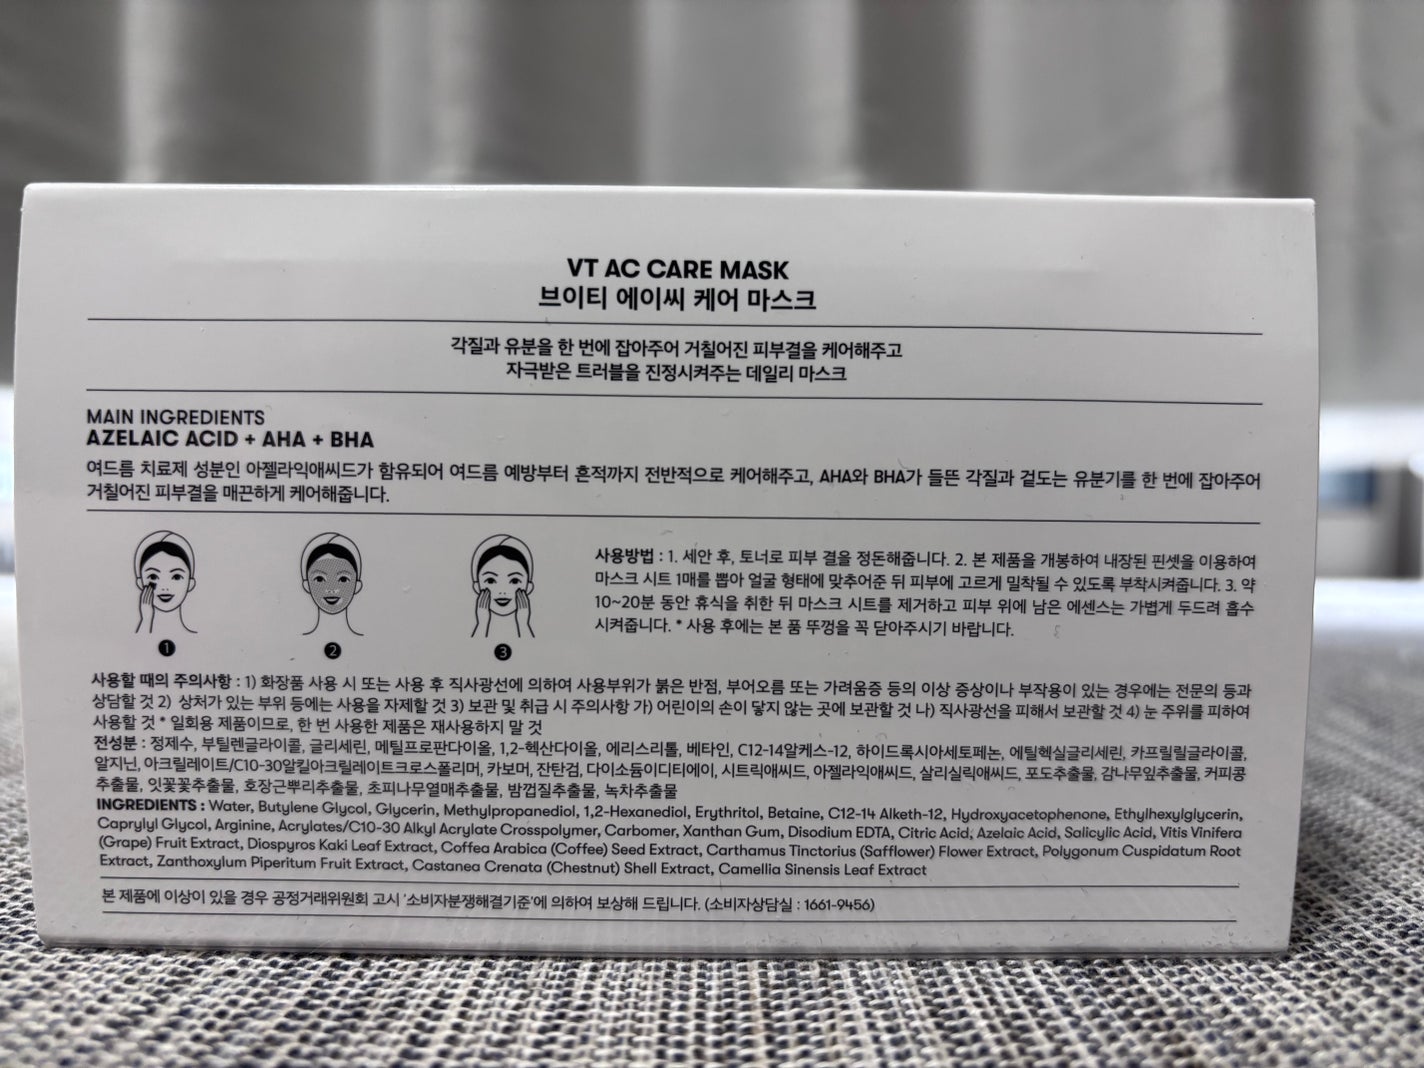 VT AC CARE MASK
브이티 에이씨 케어 마스크
각질과 유분을 한 번에 잡아주어 거칠어진 피부결을 케어해주고
자극받은 트러블을 진정시켜주는 데일리 마스크
MAIN INGREDIENTS
AZELAIC ACID + AHA + BHA
여드름 치료제 성분인 아젤라익애씨드가 함유되어 여드름 예방부터 흔적까지 전반적으로 케어해주고, AHA와 BHA가 들뜬 각질과 겉도는 유분기를 한 번에 잡아주어
거칠어진 피부결을 매끈하게 케어해줍니다.
사용방법 : 1. 세안 후, 토너로 피부 결을 정돈해줍니다. 2. 본 제품을 개봉하여 내장된 핀셋을 이용하여
마스크 시트 1매를 뽑아 얼굴 형태에 맞추어준 뒤 피부에 고르게 밀착될 수 있도록 부착시켜줍니다. 3. 약
10~20분 동안 휴식을 취한 뒤 마스크 시트를 제거하고 피부 위에 남은 에센스는 가볍게 두드려 흡수
시켜줍니다. * 사용 후에는 본 품 뚜껑을 꼭 닫아주시기 바랍니다.
1 2 3
사용할 때의 주의사항 : 1) 화장품 사용 시 또는 사용 후 직사광선에 의하여 사용부위가 붉은 반점, 부어오름 또는 가려움증 등의 이상 증상이나 부작용이 있는 경우에는 전문의 등과
상담할 것 2) 상처가 있는 부위 등에는 사용을 자제할 것 3) 보관 및 취급 시 주의사항 가) 어린이의 손이 닿지 않는 곳에 보관할 것 나) 직사광선을 피해서 보관할 것 4) 눈 주위를 피하여
사용할 것 * 일회용 제품이므로, 한 번 사용한 제품은 재사용하지 말 것
전성분 : 정제수, 부틸렌글라이콜, 글리세린, 메틸프로판다이올, 1,2-헥산다이올, 에리스리톨, 베타인, C12-14알케스-12, 하이드록시아세토페논, 에틸헥실글리세린, 카프릴릴글라이콜,
알지닌, 아크릴레이트/C10-30알킬아크릴레이트크로스폴리머, 카보머, 잔탄검, 다이소듐이디티에이, 시트릭애씨드, 아젤라익애씨드, 살리실릭애씨드, 포도추출물, 감나무잎추출물, 커피콩
추출물, 잇꽃꽃추출물, 호장근뿌리추출물, 초피나무열매추출물, 밤껍질추출물, 녹차추출물
INGREDIENTS : Water, Butylene Glycol, Glycerin, Methylpropanediol, 1,2-Hexanediol, Erythritol, Betaine, C12-14 Alketh-12, Hydroxyacetophenone, Ethylhexylglycerin,
Caprylyl Glycol, Arginine, Acrylates/C10-30 Alkyl Acrylate Crosspolymer, Carbomer, Xanthan Gum, Disodium EDTA, Citric Acid, Azelaic Acid, Salicylic Acid, Vitis Vinifera
(Grape) Fruit Extract, Diospyros Kaki Leaf Extract, Coffea Arabica (Coffee) Seed Extract, Carthamus Tinctorius (Safflower) Flower Extract, Polygonum Cuspidatum Root
Extract, Zanthoxylum Piperitum Fruit Extract, Castanea Crenata (Chestnut) Shell Extract, Camellia Sinensis Leaf Extract
본 제품에 이상이 있을 경우 공정거래위원회 고시 '소비자분쟁해결기준'에 의하여 보상해 드립니다. (소비자상담실 : 1661-9456)